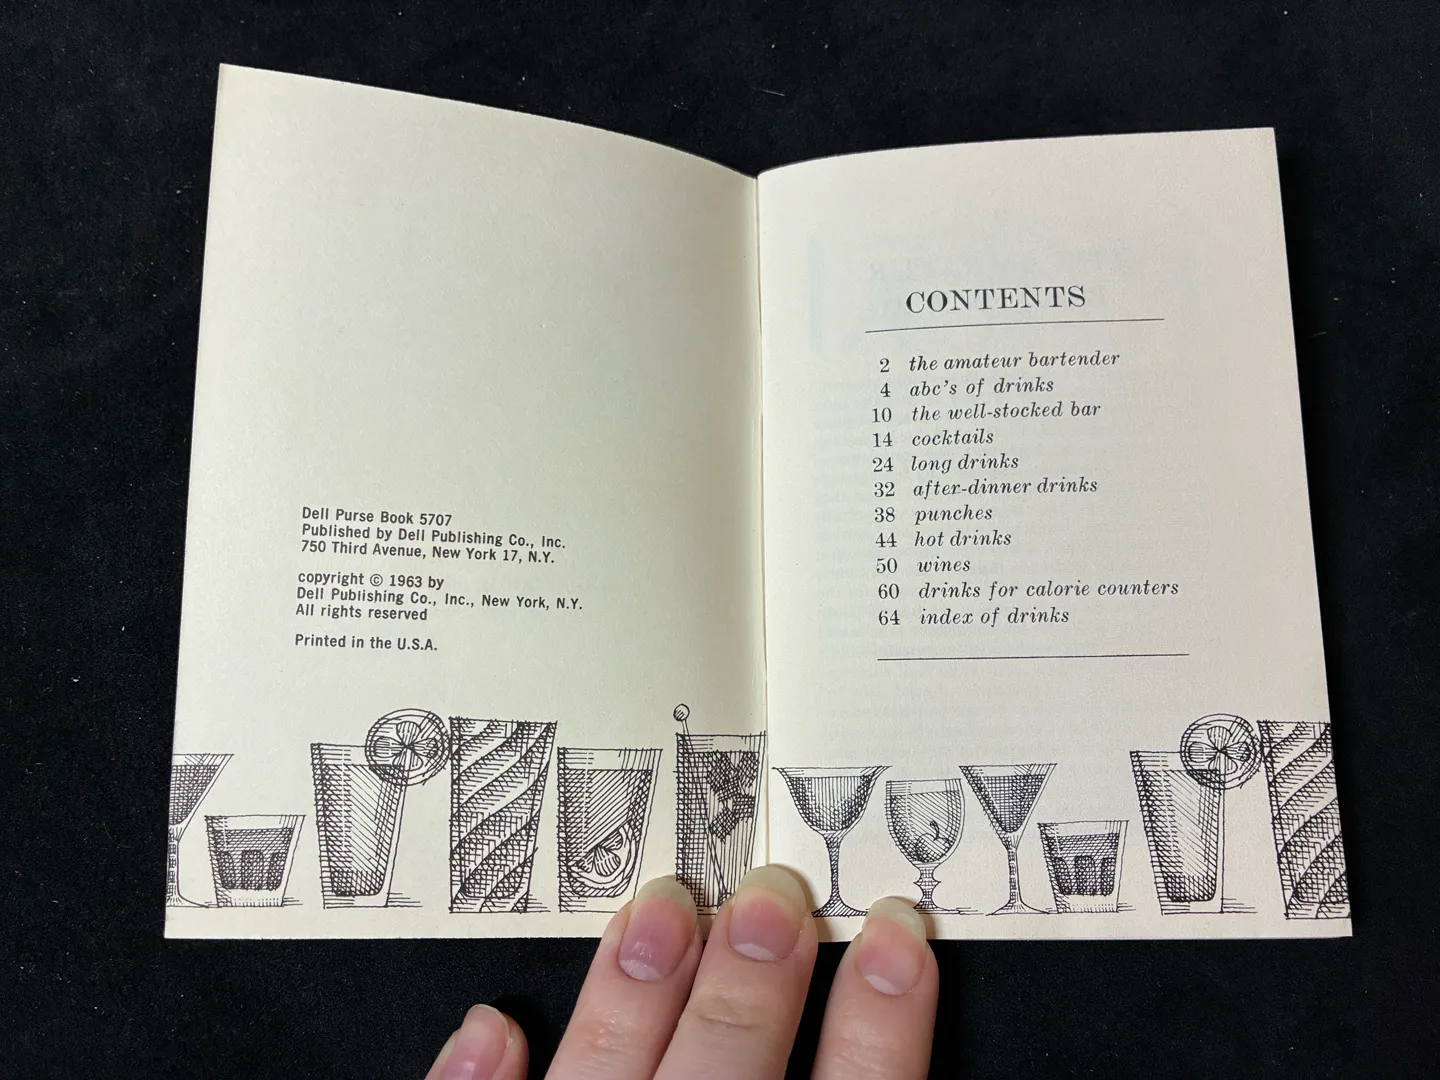 Dell Purse Book 5707
Published by Dell Publishing Co., Inc.
750 Third Avenue, New York 17, N.Y.
copyright © 1963 by
Dell Publishing Co., Inc., New York, N.Y.
All rights reserved
Printed in the U.S.A.
CONTENTS
2 the amateur bartender
4 abc's of drinks
10 the well-stocked bar
14 cocktails
24 long drinks
32 after-dinner drinks
38 punches
44 hot drinks
50 wines
60 drinks for calorie counters
64 index of drinks